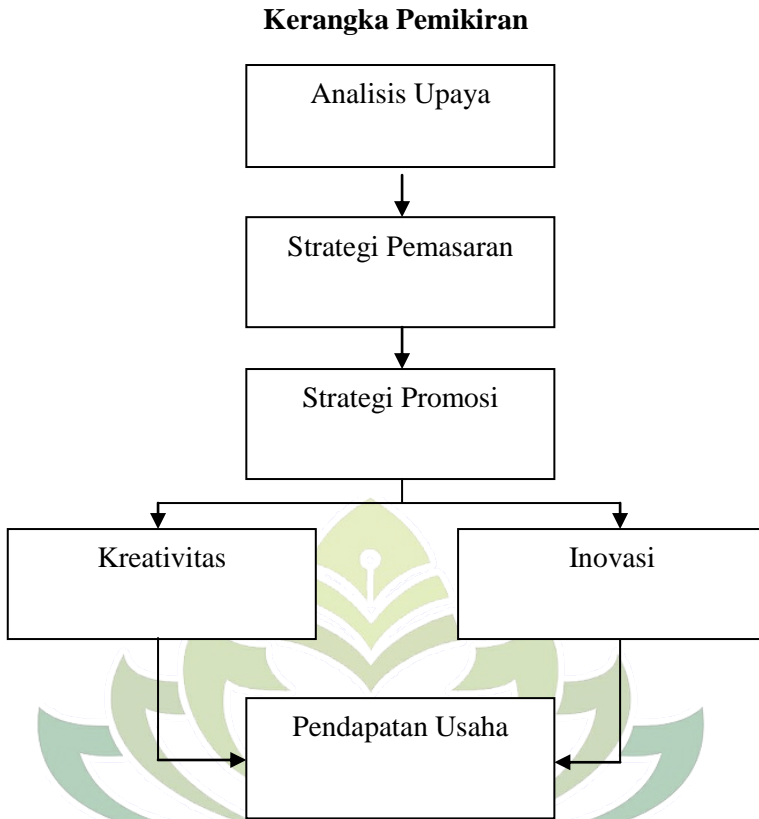 Kerangka Pemikiran
Analisis Upaya
Strategi Pemasaran
Strategi Promosi
Kreativitas
Inovasi
Pendapatan Usaha